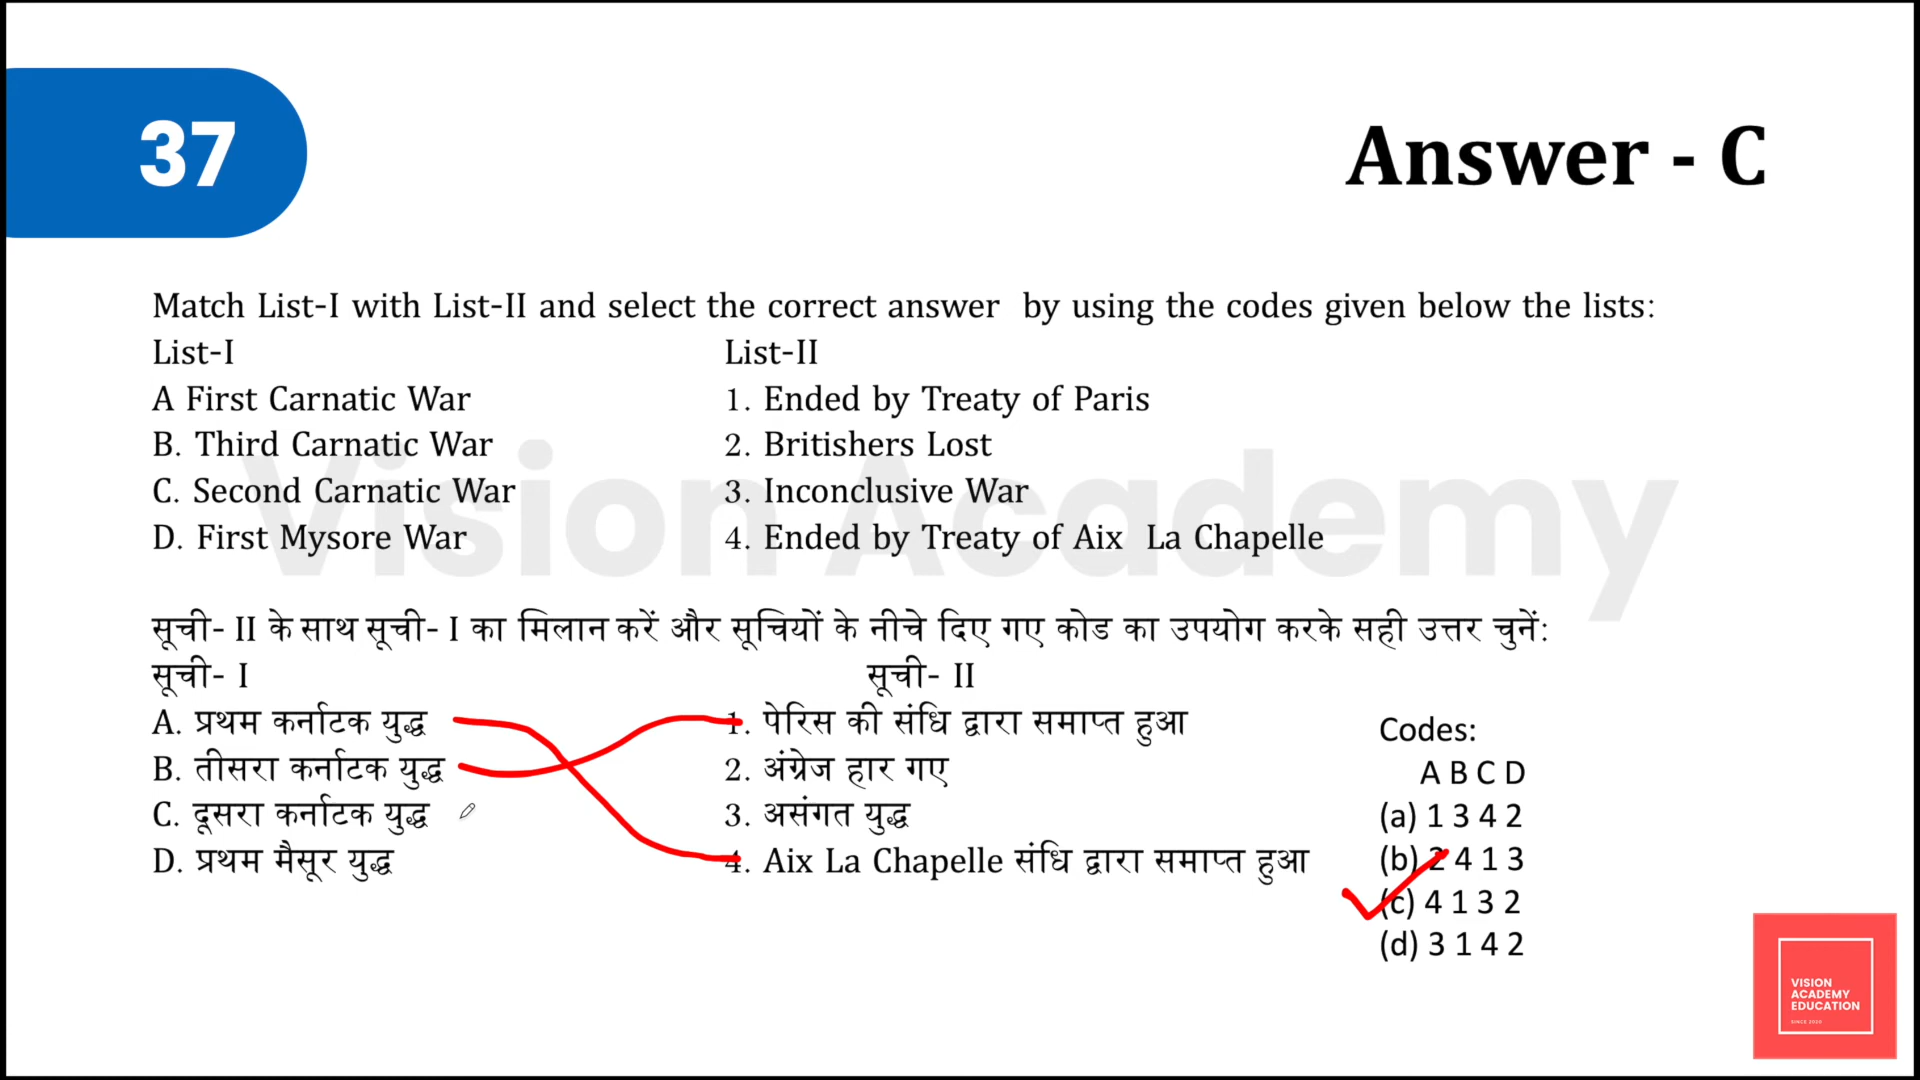 37
Answer - C
Match List-I with List-II and select the correct answer by using the codes given below the lists:
List-I List-II
A First Carnatic War 1. Ended by Treaty of Paris
B. Third Carnatic War 2. Britishers Lost
C. Second Carnatic War 3. Inconclusive War
D. First Mysore War 4. Ended by Treaty of Aix La Chapelle
Vision Academy
सूची- II के साथ सूची- I का मिलान करें और सूचियों के नीचे दिए गए कोड का उपयोग करके सही उत्तर चुनें:
सूची- I सूची- II
A. प्रथम कर्नाटक युद्ध 1. पेरिस की संधि द्वारा समाप्त हुआ
B. तीसरा कर्नाटक युद्ध 2. अंग्रेज हार गए
C. दूसरा कर्नाटक युद्ध 3. असंगत युद्ध
D. प्रथम मैसूर युद्ध 4. Aix La Chapelle संधि द्वारा समाप्त हुआ
Codes:
A B C D
(a) 1 3 4 2
(b) 2 4 1 3
(c) 4 1 3 2
(d) 3 1 4 2
VISION
ACADEMY
EDUCATION
SINCE 2020